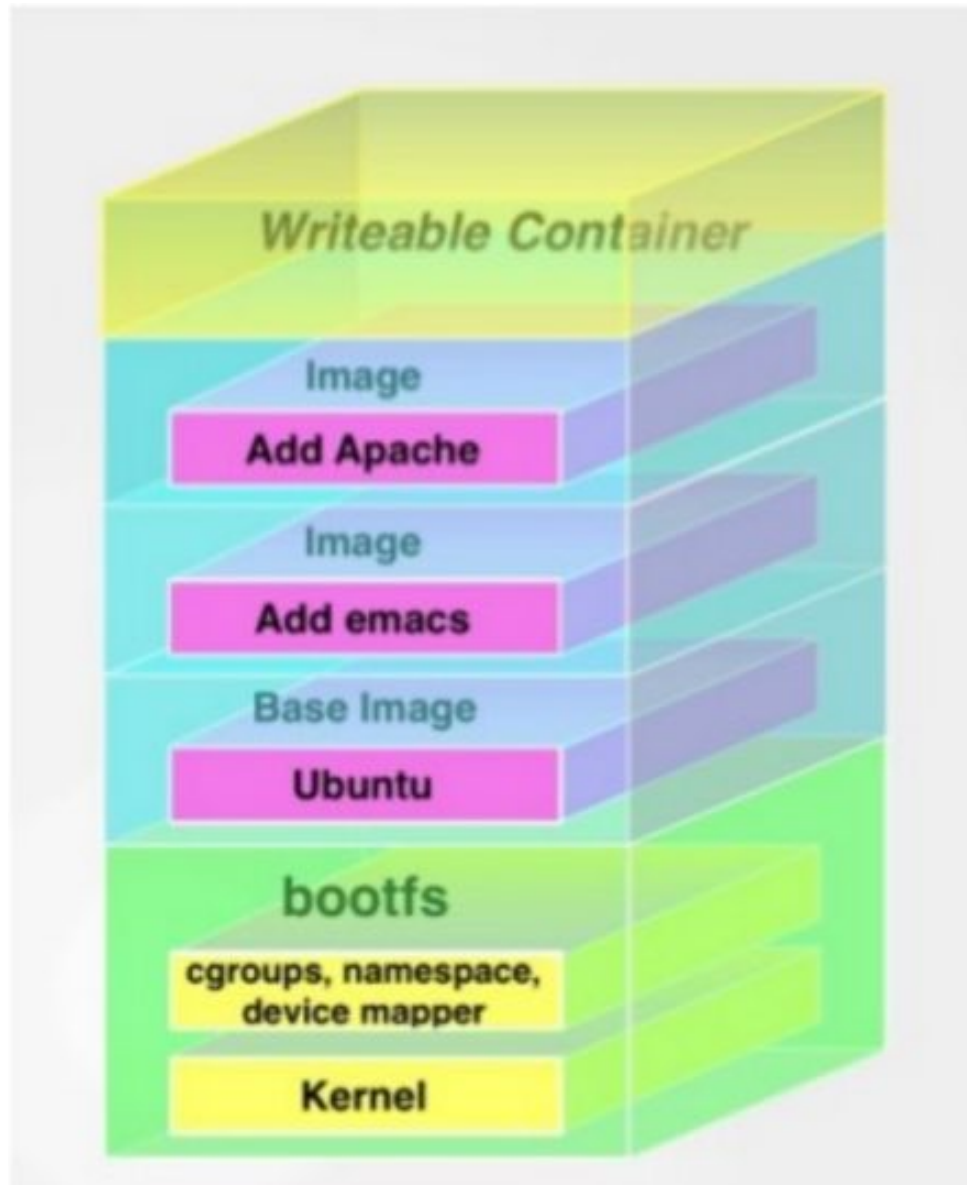 Writeable Container
Image
Add Apache
Image
Add emacs
Base Image
Ubuntu
bootfs
cgroups, namespace,
device mapper
Kernel